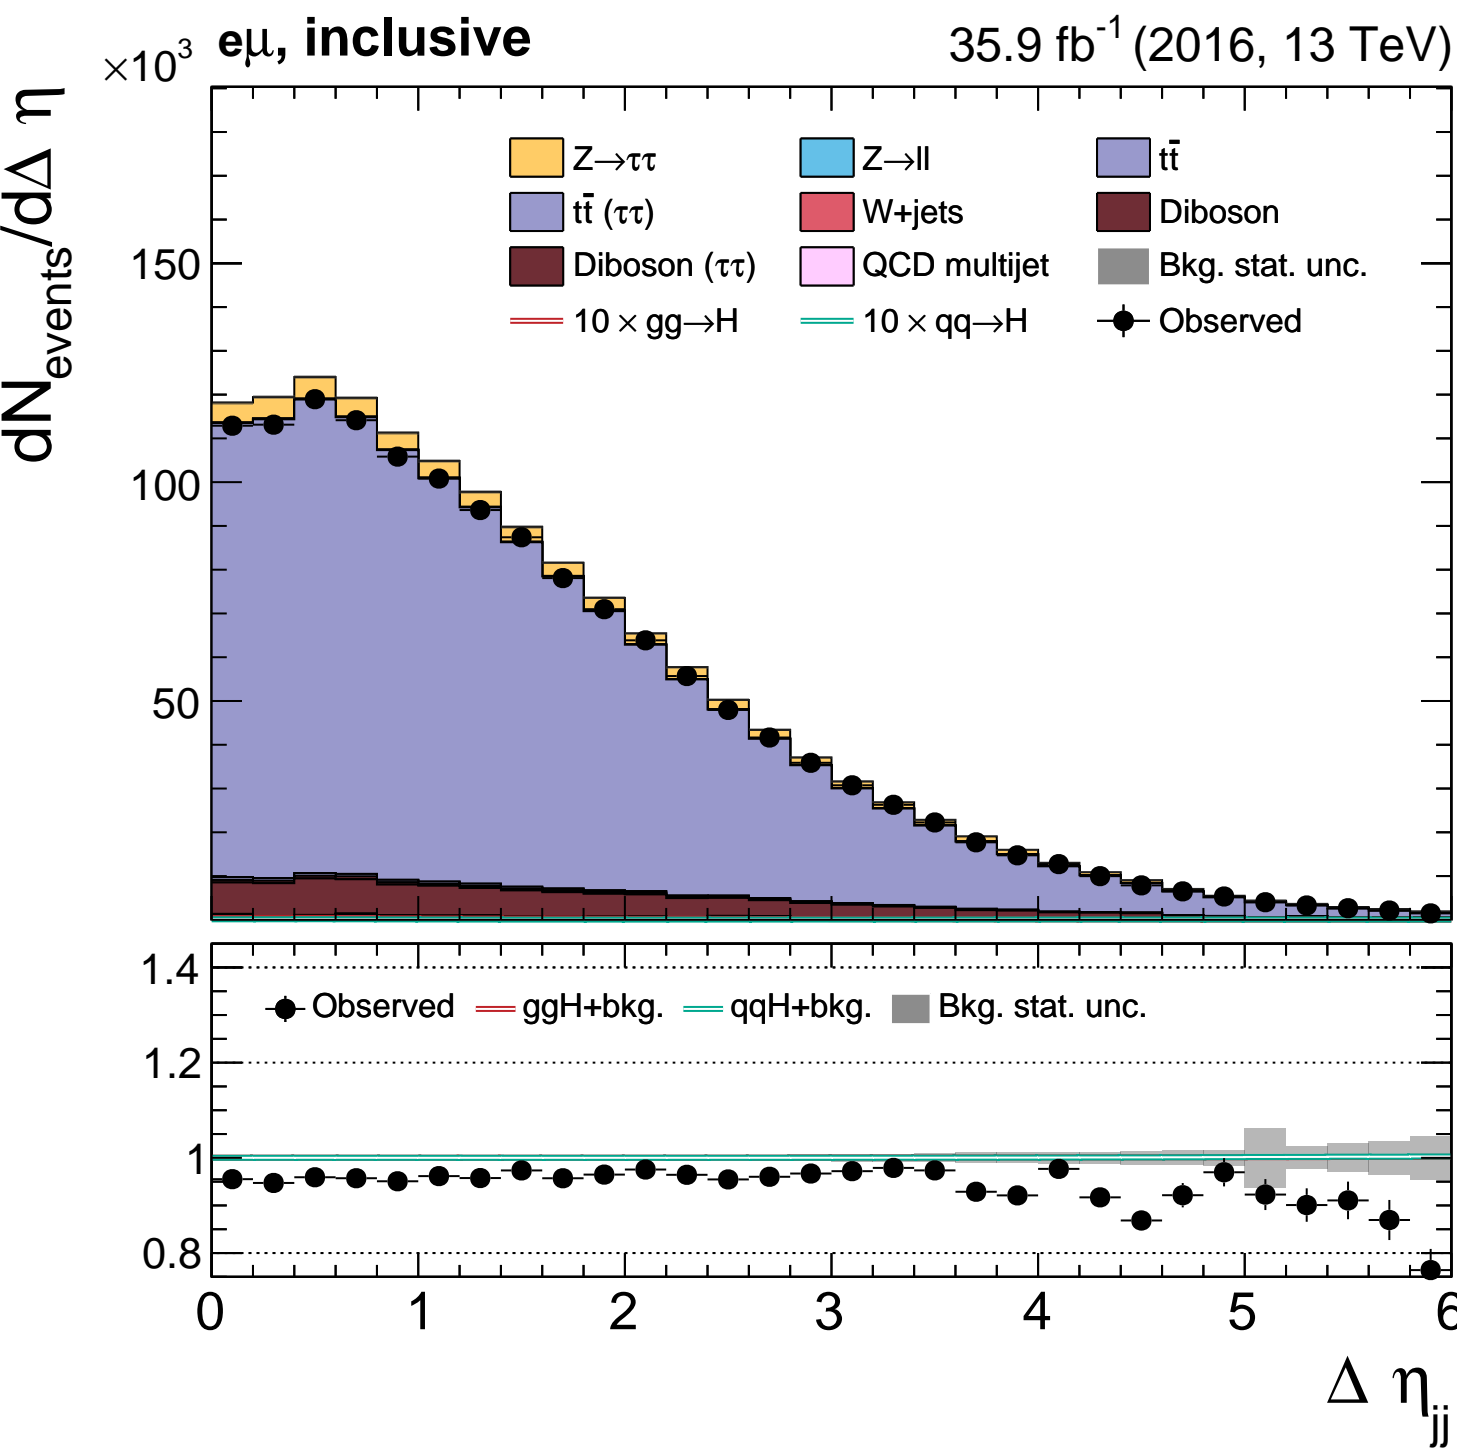 ×10³ eμ, inclusive 35.9 fb⁻¹ (2016, 13 TeV)
dN_events/dΔ η
150
100
50
Z→ττ Z→ll tt̄
tt̄ (ττ) W+jets Diboson
Diboson (ττ) QCD multijet Bkg. stat. unc.
10 × gg→H 10 × qq→H Observed
1.4
1.2
1
0.8
Observed ggH+bkg. qqH+bkg. Bkg. stat. unc.
0 1 2 3 4 5 6
Δ η_jj